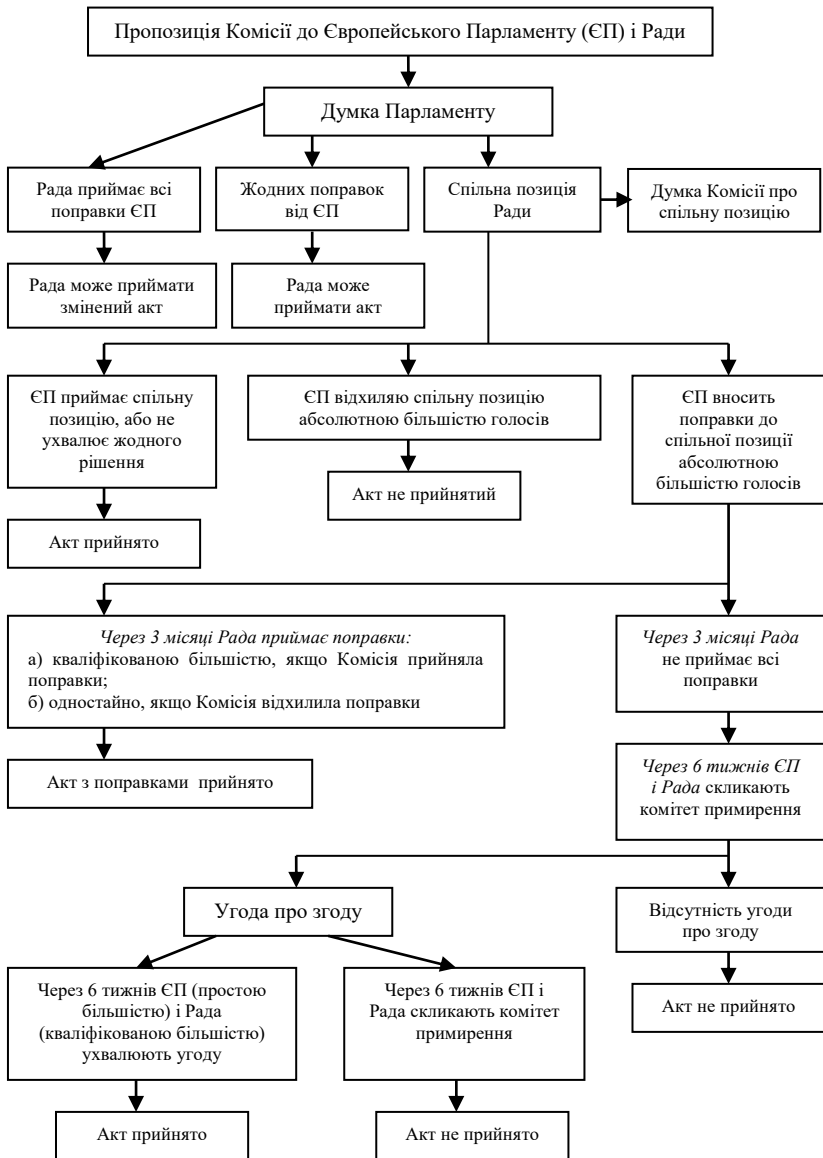 Пропозиція Комісії до Європейського Парламенту (ЄП) і Ради
Думка Парламенту
Рада приймає всі
поправки ЄП
Жодних поправок
від ЄП
Спільна позиція
Ради
Думка Комісії про
спільну позицію
Рада може приймати
змінений акт
Рада може
приймати акт
ЄП приймає спільну
позицію, або не
ухвалює жодного
рішення
ЄП відхиляю спільну позицію
абсолютною більшістю голосів
ЄП вносить
поправки до
спільної позиції
абсолютною
більшістю голосів
Акт не прийнятий
Акт прийнято
Через 3 місяці Рада приймає поправки:
а) кваліфікованою більшістю, якщо Комісія прийняла
поправки;
б) одностайно, якщо Комісія відхилила поправки
Через 3 місяці Рада
не приймає всі
поправки
Акт з поправками прийнято
Через 6 тижнів ЄП
і Рада скликають
комітет примирення
Угода про згоду
Відсутність угоди
про згоду
Через 6 тижнів ЄП (простою
більшістю) і Рада
(кваліфікованою більшістю)
ухвалюють угоду
Через 6 тижнів ЄП і
Рада скликають комітет
примирення
Акт не прийнято
Акт прийнято
Акт не прийнято